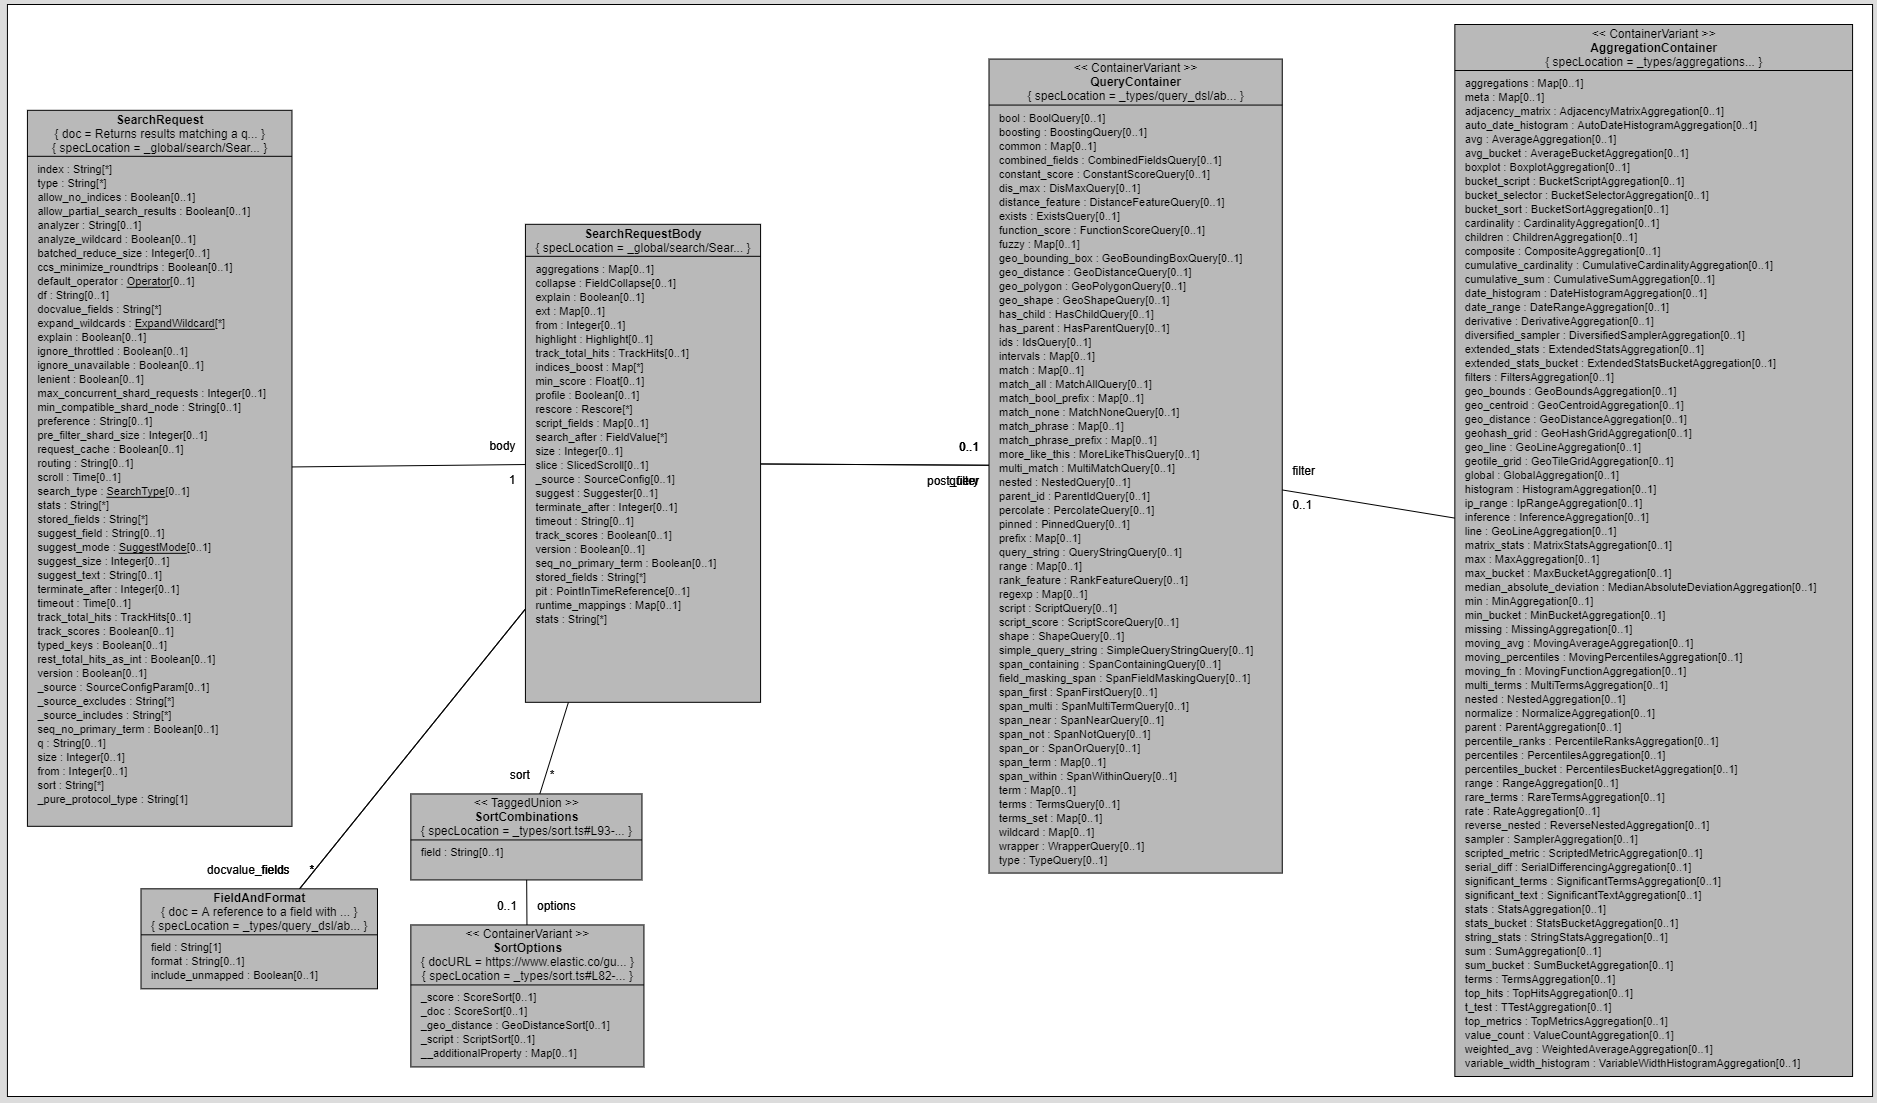 SearchRequest
{ doc = Returns results matching a q... }
{ specLocation = _global/search/Sear... }
index : String[*]
type : String[*]
allow_no_indices : Boolean[0..1]
allow_partial_search_results : Boolean[0..1]
analyzer : String[0..1]
analyze_wildcard : Boolean[0..1]
batched_reduce_size : Integer[0..1]
ccs_minimize_roundtrips : Boolean[0..1]
default_operator : Operator[0..1]
df : String[0..1]
docvalue_fields : String[*]
expand_wildcards : ExpandWildcard[*]
explain : Boolean[0..1]
ignore_throttled : Boolean[0..1]
ignore_unavailable : Boolean[0..1]
lenient : Boolean[0..1]
max_concurrent_shard_requests : Integer[0..1]
min_compatible_shard_node : String[0..1]
preference : String[0..1]
pre_filter_shard_size : Integer[0..1]
request_cache : Boolean[0..1]
routing : String[0..1]
scroll : Time[0..1]
search_type : SearchType[0..1]
stats : String[*]
stored_fields : String[*]
suggest_field : String[0..1]
suggest_mode : SuggestMode[0..1]
suggest_size : Integer[0..1]
suggest_text : String[0..1]
terminate_after : Integer[0..1]
timeout : Time[0..1]
track_total_hits : TrackHits[0..1]
track_scores : Boolean[0..1]
typed_keys : Boolean[0..1]
rest_total_hits_as_int : Boolean[0..1]
version : Boolean[0..1]
_source : SourceConfigParam[0..1]
_source_excludes : String[*]
_source_includes : String[*]
seq_no_primary_term : Boolean[0..1]
q : String[0..1]
size : Integer[0..1]
from : Integer[0..1]
sort : String[*]
_pure_protocol_type : String[1]
body
1
SearchRequestBody
{ specLocation = _global/search/Sear... }
aggregations : Map[0..1]
collapse : FieldCollapse[0..1]
explain : Boolean[0..1]
ext : Map[0..1]
from : Integer[0..1]
highlight : Highlight[0..1]
track_total_hits : TrackHits[0..1]
indices_boost : Map[*]
min_score : Float[0..1]
profile : Boolean[0..1]
rescore : Rescore[*]
script_fields : Map[0..1]
search_after : FieldValue[*]
size : Integer[0..1]
slice : SlicedScroll[0..1]
_source : SourceConfig[0..1]
suggest : Suggester[0..1]
terminate_after : Integer[0..1]
timeout : String[0..1]
track_scores : Boolean[0..1]
version : Boolean[0..1]
seq_no_primary_term : Boolean[0..1]
stored_fields : String[*]
pit : PointInTimeReference[0..1]
runtime_mappings : Map[0..1]
stats : String[*]
docvalue_fields
*
FieldAndFormat
{ doc = A reference to a field with ... }
{ specLocation = _types/query_dsl/ab... }
field : String[1]
format : String[0..1]
include_unmapped : Boolean[0..1]
sort
*
<< TaggedUnion >>
SortCombinations
{ specLocation = _types/sort.ts#L93-... }
field : String[0..1]
0..1
options
<< ContainerVariant >>
SortOptions
{ docURL = https://www.elastic.co/gu... }
{ specLocation = _types/sort.ts#L82-... }
_score : ScoreSort[0..1]
_doc : ScoreSort[0..1]
_geo_distance : GeoDistanceSort[0..1]
_script : ScriptSort[0..1]
__additionalProperty : Map[0..1]
0..1
<< ContainerVariant >>
QueryContainer
{ specLocation = _types/query_dsl/ab... }
bool : BoolQuery[0..1]
boosting : BoostingQuery[0..1]
common : Map[0..1]
combined_fields : CombinedFieldsQuery[0..1]
constant_score : ConstantScoreQuery[0..1]
dis_max : DisMaxQuery[0..1]
distance_feature : DistanceFeatureQuery[0..1]
exists : ExistsQuery[0..1]
function_score : FunctionScoreQuery[0..1]
fuzzy : Map[0..1]
geo_bounding_box : GeoBoundingBoxQuery[0..1]
geo_distance : GeoDistanceQuery[0..1]
geo_polygon : GeoPolygonQuery[0..1]
geo_shape : GeoShapeQuery[0..1]
has_child : HasChildQuery[0..1]
has_parent : HasParentQuery[0..1]
ids : IdsQuery[0..1]
intervals : Map[0..1]
match : Map[0..1]
match_all : MatchAllQuery[0..1]
match_bool_prefix : Map[0..1]
match_none : MatchNoneQuery[0..1]
match_phrase : Map[0..1]
match_phrase_prefix : Map[0..1]
more_like_this : MoreLikeThisQuery[0..1]
multi_match : MultiMatchQuery[0..1]
nested : NestedQuery[0..1]
parent_id : ParentIdQuery[0..1]
percolate : PercolateQuery[0..1]
pinned : PinnedQuery[0..1]
prefix : Map[0..1]
query_string : QueryStringQuery[0..1]
range : Map[0..1]
rank_feature : RankFeatureQuery[0..1]
regexp : Map[0..1]
script : ScriptQuery[0..1]
script_score : ScriptScoreQuery[0..1]
shape : ShapeQuery[0..1]
simple_query_string : SimpleQueryStringQuery[0..1]
span_containing : SpanContainingQuery[0..1]
field_masking_span : SpanFieldMaskingQuery[0..1]
span_first : SpanFirstQuery[0..1]
span_multi : SpanMultiTermQuery[0..1]
span_near : SpanNearQuery[0..1]
span_not : SpanNotQuery[0..1]
span_or : SpanOrQuery[0..1]
span_term : Map[0..1]
span_within : SpanWithinQuery[0..1]
term : Map[0..1]
terms : TermsQuery[0..1]
terms_set : Map[0..1]
wildcard : Map[0..1]
wrapper : WrapperQuery[0..1]
type : TypeQuery[0..1]
filter
0..1
<< ContainerVariant >>
AggregationContainer
{ specLocation = _types/aggregations... }
aggregations : Map[0..1]
meta : Map[0..1]
adjacency_matrix : AdjacencyMatrixAggregation[0..1]
auto_date_histogram : AutoDateHistogramAggregation[0..1]
avg : AverageAggregation[0..1]
avg_bucket : AverageBucketAggregation[0..1]
boxplot : BoxplotAggregation[0..1]
bucket_script : BucketScriptAggregation[0..1]
bucket_selector : BucketSelectorAggregation[0..1]
bucket_sort : BucketSortAggregation[0..1]
cardinality : CardinalityAggregation[0..1]
children : ChildrenAggregation[0..1]
composite : CompositeAggregation[0..1]
cumulative_cardinality : CumulativeCardinalityAggregation[0..1]
cumulative_sum : CumulativeSumAggregation[0..1]
date_histogram : DateHistogramAggregation[0..1]
date_range : DateRangeAggregation[0..1]
derivative : DerivativeAggregation[0..1]
diversified_sampler : DiversifiedSamplerAggregation[0..1]
extended_stats : ExtendedStatsAggregation[0..1]
extended_stats_bucket : ExtendedStatsBucketAggregation[0..1]
filters : FiltersAggregation[0..1]
geo_bounds : GeoBoundsAggregation[0..1]
geo_centroid : GeoCentroidAggregation[0..1]
geo_distance : GeoDistanceAggregation[0..1]
geohash_grid : GeoHashGridAggregation[0..1]
geo_line : GeoLineAggregation[0..1]
geotile_grid : GeoTileGridAggregation[0..1]
global : GlobalAggregation[0..1]
histogram : HistogramAggregation[0..1]
ip_range : IpRangeAggregation[0..1]
inference : InferenceAggregation[0..1]
line : GeoLineAggregation[0..1]
matrix_stats : MatrixStatsAggregation[0..1]
max : MaxAggregation[0..1]
max_bucket : MaxBucketAggregation[0..1]
median_absolute_deviation : MedianAbsoluteDeviationAggregation[0..1]
min : MinAggregation[0..1]
min_bucket : MinBucketAggregation[0..1]
missing : MissingAggregation[0..1]
moving_avg : MovingAverageAggregation[0..1]
moving_percentiles : MovingPercentilesAggregation[0..1]
moving_fn : MovingFunctionAggregation[0..1]
multi_terms : MultiTermsAggregation[0..1]
nested : NestedAggregation[0..1]
normalize : NormalizeAggregation[0..1]
parent : ParentAggregation[0..1]
percentile_ranks : PercentileRanksAggregation[0..1]
percentiles : PercentilesAggregation[0..1]
percentiles_bucket : PercentilesBucketAggregation[0..1]
range : RangeAggregation[0..1]
rare_terms : RareTermsAggregation[0..1]
rate : RateAggregation[0..1]
reverse_nested : ReverseNestedAggregation[0..1]
sampler : SamplerAggregation[0..1]
scripted_metric : ScriptedMetricAggregation[0..1]
serial_diff : SerialDifferencingAggregation[0..1]
significant_terms : SignificantTermsAggregation[0..1]
significant_text : SignificantTextAggregation[0..1]
stats : StatsAggregation[0..1]
stats_bucket : StatsBucketAggregation[0..1]
string_stats : StringStatsAggregation[0..1]
sum : SumAggregation[0..1]
sum_bucket : SumBucketAggregation[0..1]
terms : TermsAggregation[0..1]
top_hits : TopHitsAggregation[0..1]
t_test : TTestAggregation[0..1]
top_metrics : TopMetricsAggregation[0..1]
value_count : ValueCountAggregation[0..1]
weighted_avg : WeightedAverageAggregation[0..1]
variable_width_histogram : VariableWidthHistogramAggregation[0..1]